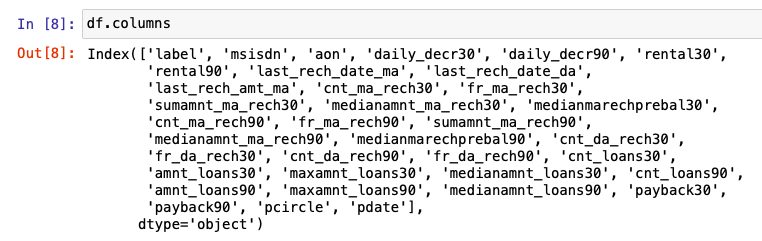 In [8]: df.columns
Out[8]: Index(['label', 'msisdn', 'aon', 'daily_decr30', 'daily_decr90', 'rental30',
'rental90', 'last_rech_date_ma', 'last_rech_date_da',
'last_rech_amt_ma', 'cnt_ma_rech30', 'fr_ma_rech30',
'sumamnt_ma_rech30', 'medianamnt_ma_rech30', 'medianmarechprebal30',
'cnt_ma_rech90', 'fr_ma_rech90', 'sumamnt_ma_rech90',
'medianamnt_ma_rech90', 'medianmarechprebal90', 'cnt_da_rech30',
'fr_da_rech30', 'cnt_da_rech90', 'fr_da_rech90', 'cnt_loans30',
'amnt_loans30', 'maxamnt_loans30', 'medianamnt_loans30', 'cnt_loans90',
'amnt_loans90', 'maxamnt_loans90', 'medianamnt_loans90', 'payback30',
'payback90', 'pcircle', 'pdate'],
dtype='object')